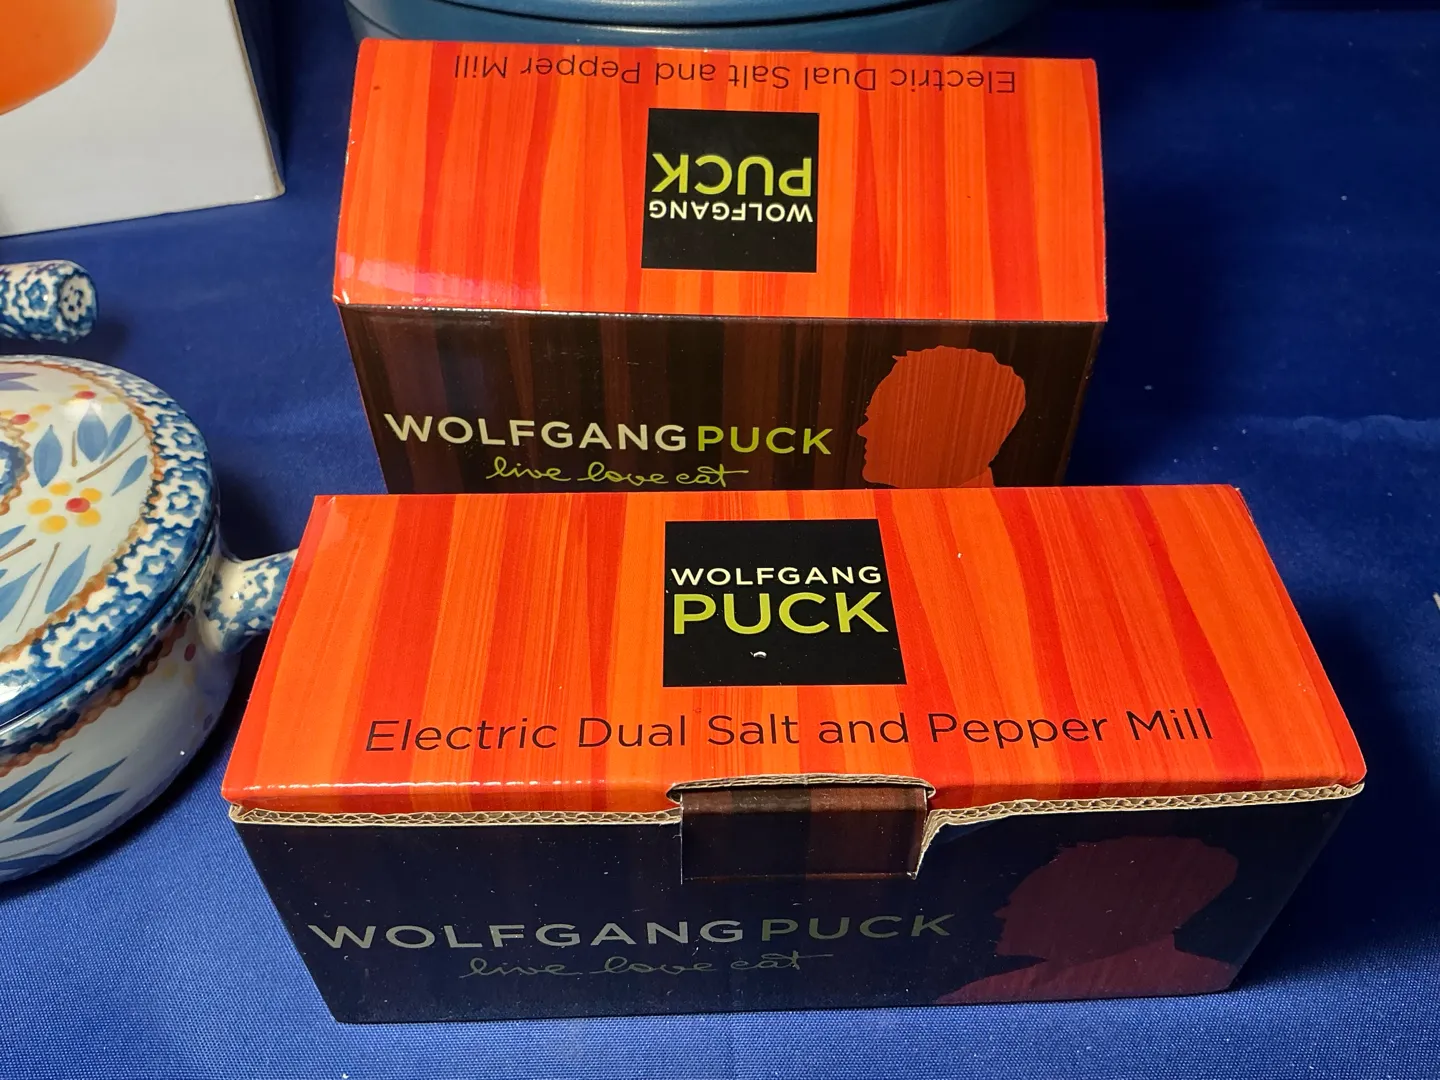 Electric Dual Salt and Pepper Mill
WOLFGANG
PUCK
WOLFGANGPUCK
live love eat
WOLFGANG
PUCK
Electric Dual Salt and Pepper Mill
WOLFGANGPUCK
live love eat